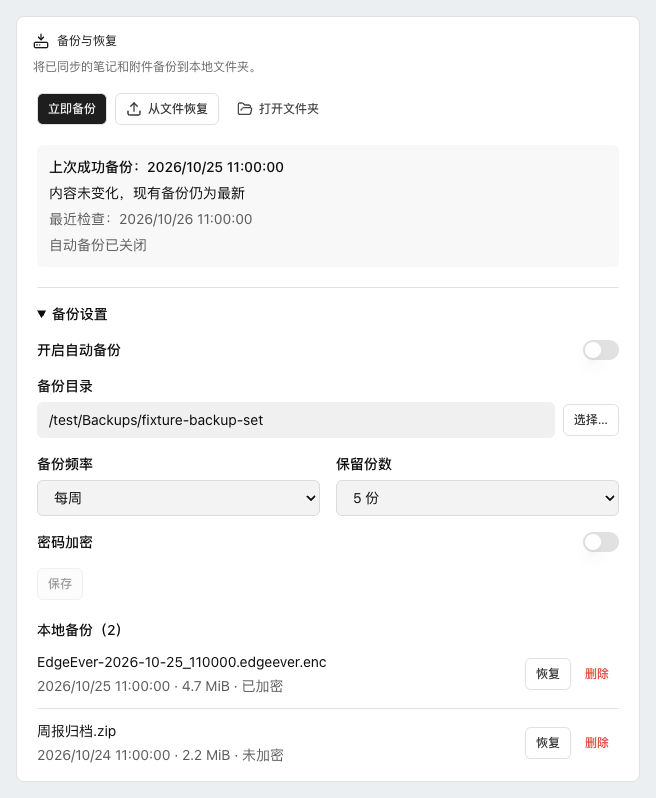 备份与恢复
将已同步的笔记和附件备份到本地文件夹。
立即备份
从文件恢复
打开文件夹
上次成功备份：2026/10/25 11:00:00
内容未变化，现有备份仍为最新
最近检查：2026/10/26 11:00:00
自动备份已关闭
▼ 备份设置
开启自动备份
备份目录
/test/Backups/fixture-backup-set
选择...
备份频率
保留份数
每周
5 份
密码加密
保存
本地备份（2）
EdgeEver-2026-10-25_110000.edgeever.enc
2026/10/25 11:00:00 · 4.7 MiB · 已加密
恢复
删除
周报归档.zip
2026/10/24 11:00:00 · 2.2 MiB · 未加密
恢复
删除